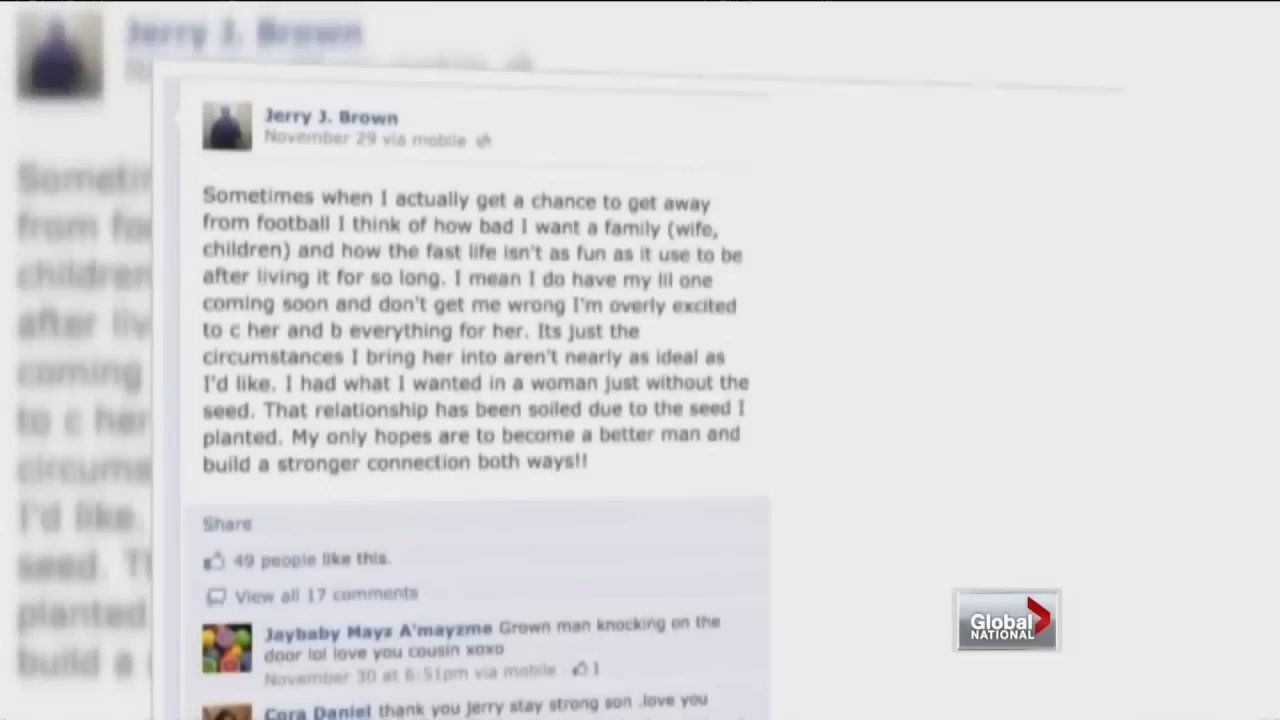 Jerry J. Brown
Jerry J. Brown
November 29 via mobile
Sometimes when I actually get a chance to get away
from football I think of how bad I want a family (wife,
children) and how the fast life isn't as fun as it use to be
after living it for so long. I mean I do have my lil one
coming soon and don't get me wrong I'm overly excited
to c her and b everything for her. Its just the
circumstances I bring her into aren't nearly as ideal as
I'd like. I had what I wanted in a woman just without the
seed. That relationship has been soiled due to the seed I
planted. My only hopes are to become a better man and
build a stronger connection both ways!!
Share
49 people like this.
View all 17 comments
Jaybaby Mayz A'mayzme Grown man knocking on the
door lol love you cousin xoxo
November 30 at 6:51pm via mobile · 1
Cora Daniel thank you jerry stay strong son .love you
Global
NATIONAL